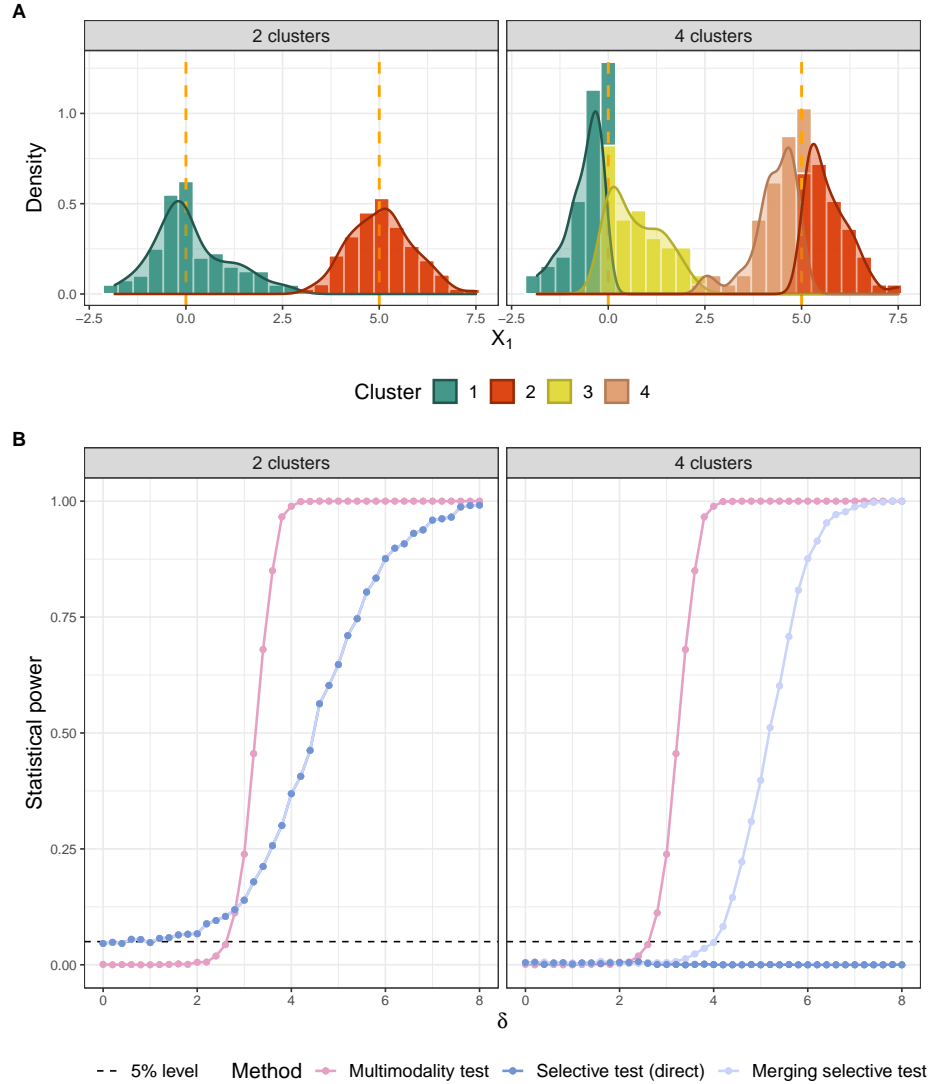 A
2 clusters
4 clusters
Density
1.0
0.5
0.0
−2.5 0.0 2.5 5.0 7.5
−2.5 0.0 2.5 5.0 7.5
X1
Cluster 1 2 3 4
B
2 clusters
4 clusters
Statistical power
1.00
0.75
0.50
0.25
0.00
0 2 4 6 8
0 2 4 6 8
δ
5% level Method Multimodality test Selective test (direct) Merging selective test